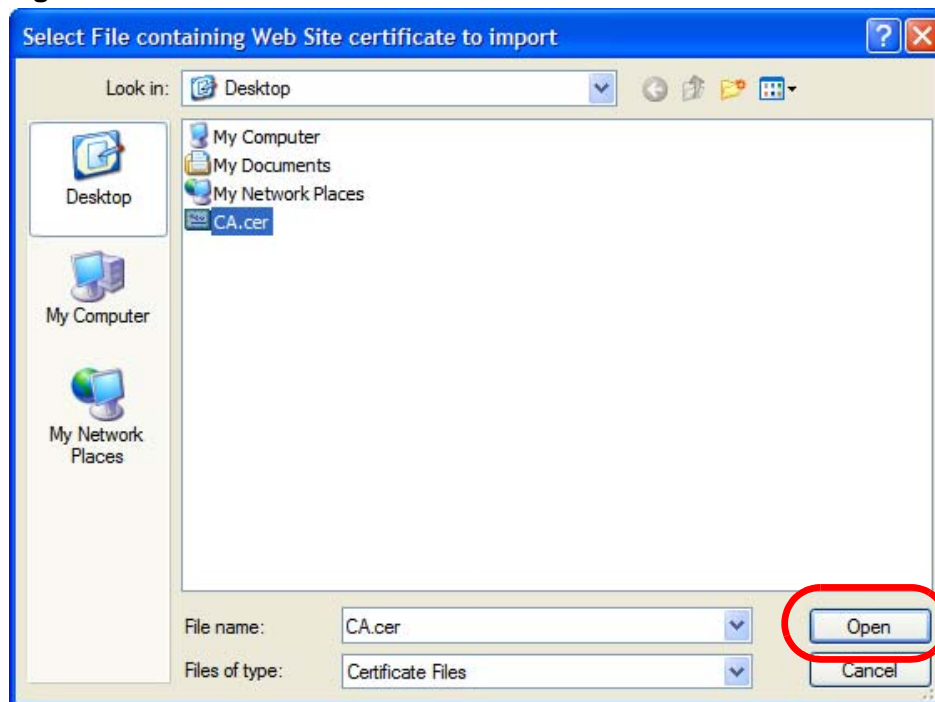 Select File containing Web Site certificate to import
Look in: Desktop
My Computer
My Documents
My Network Places
CA.cer
Desktop
My Computer
My Network
Places
File name: CA.cer Open
Files of type: Certificate Files Cancel